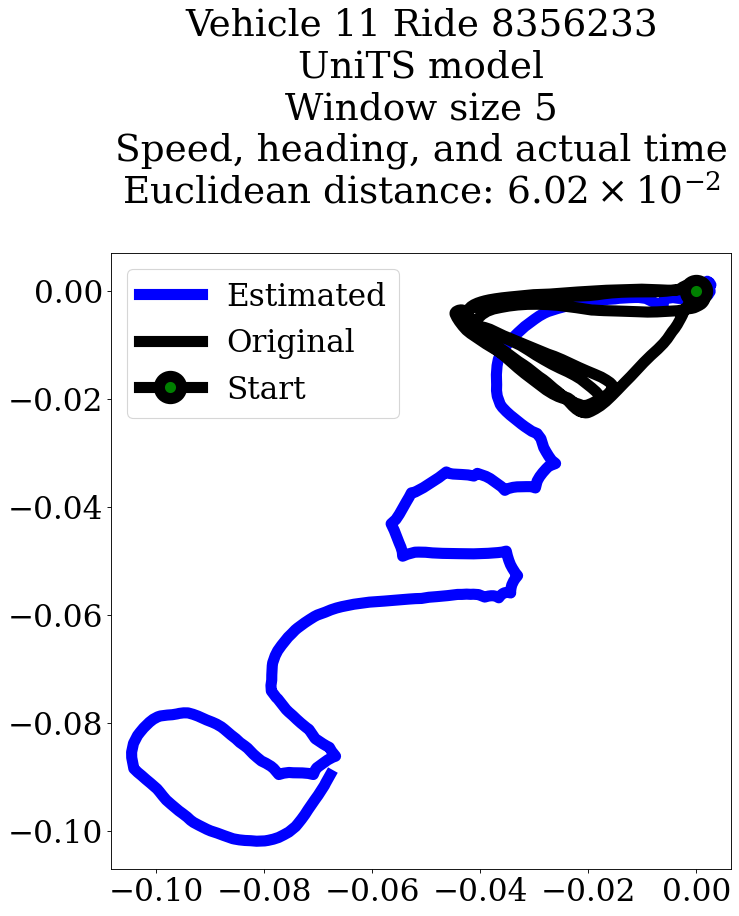 Vehicle 11 Ride 8356233
UniTS model
Window size 5
Speed, heading, and actual time
Euclidean distance: 6.02 × 10⁻²
Estimated
Original
Start
0.00
−0.02
−0.04
−0.06
−0.08
−0.10
−0.10 −0.08 −0.06 −0.04 −0.02 0.00